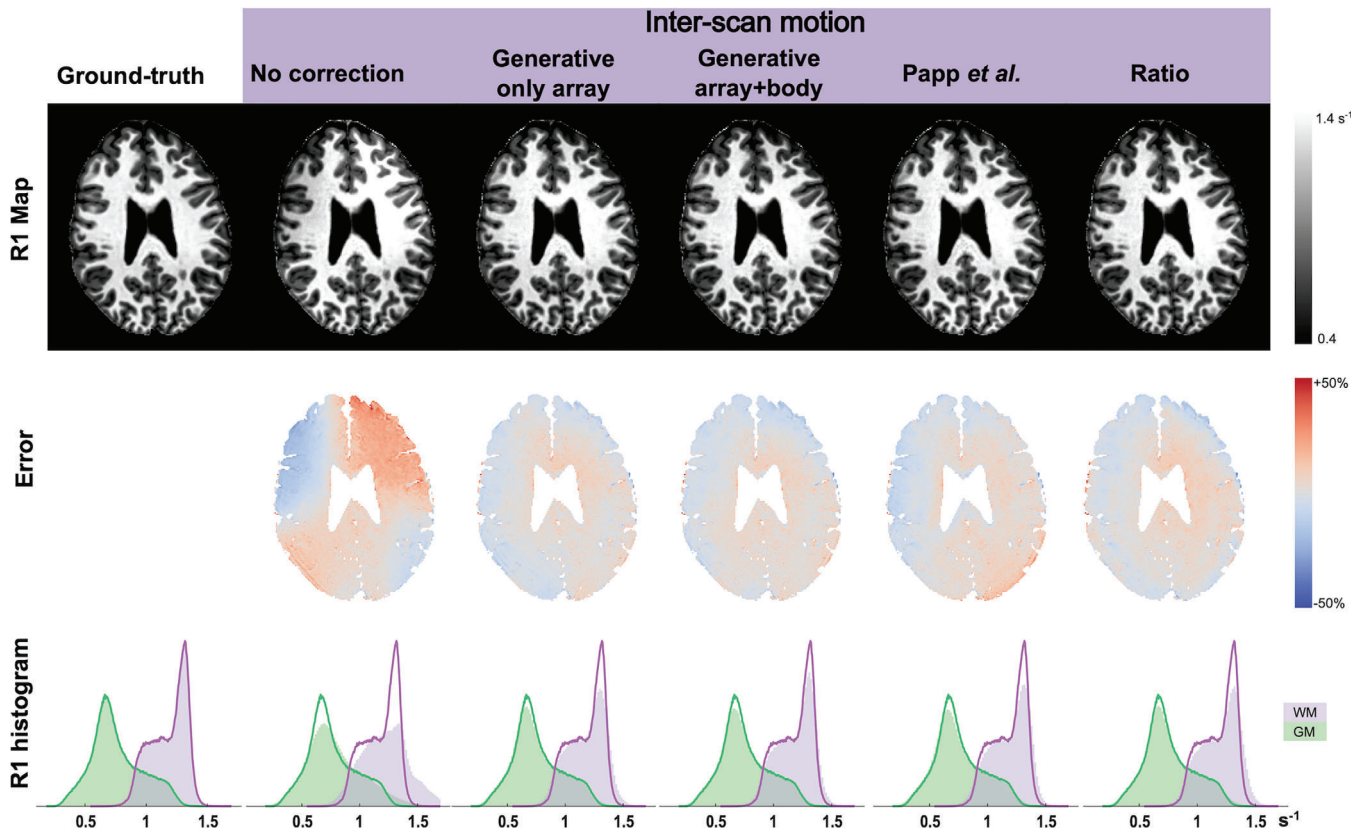 Inter-scan motion
Ground-truth
No correction
Generative
only array
Generative
array+body
Papp et al.
Ratio
R1 Map
1.4 s⁻¹
0.4
Error
+50%
-50%
R1 histogram
WM
GM
0.5 1 1.5 0.5 1 1.5 0.5 1 1.5 0.5 1 1.5 0.5 1 1.5 0.5 1 1.5 s⁻¹